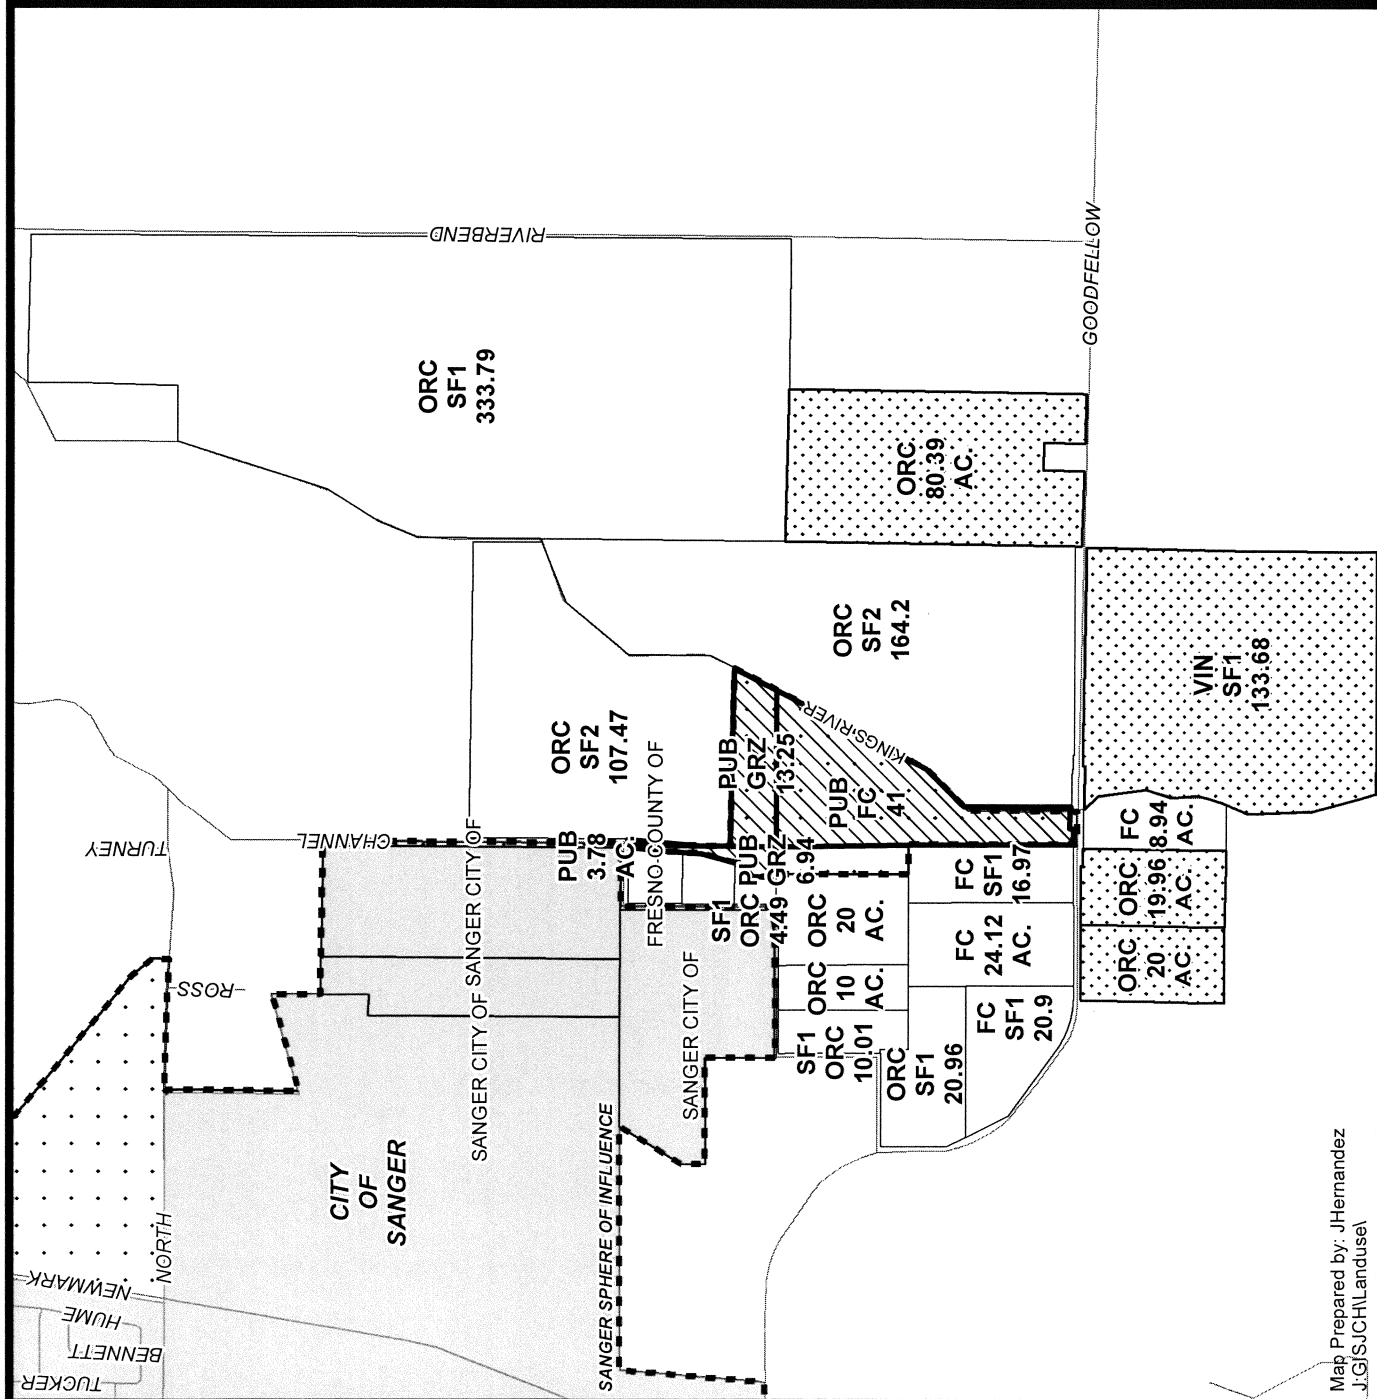 RIVERBEND
GOODFELLOW
ORC
SF1
333.79
ORC
80.39
AC.
ORC
SF2
164.2
VIN
SF1
133.68
ORC
SF2
107.47
KINGS RIVER
PUB
GRZ
13.25
PUB
FC
41
TURNEY
CHANNEL
PUB
3.78
AC.
FRESNO COUNTY OF
PUB
GRZ
6.94
SF1
ORC
4.49
ORC
20
AC.
FC
SF1
16.97
FC
8.94
AC.
ORC
19.96
AC.
ORC
20
AC.
FC
24.12
AC.
ORC
10
AC.
FC
SF1
20.9
SF1
ORC
10.01
ORC
SF1
20.96
ROSS
SANGER CITY OF
SANGER CITY OF
SANGER CITY OF
CITY
OF
SANGER
SANGER SPHERE OF INFLUENCE
NORTH
NEWMARK
HUME
BENNETT
TUCKER
Map Prepared by: JHernandez
J:GISJCH\Landuse\